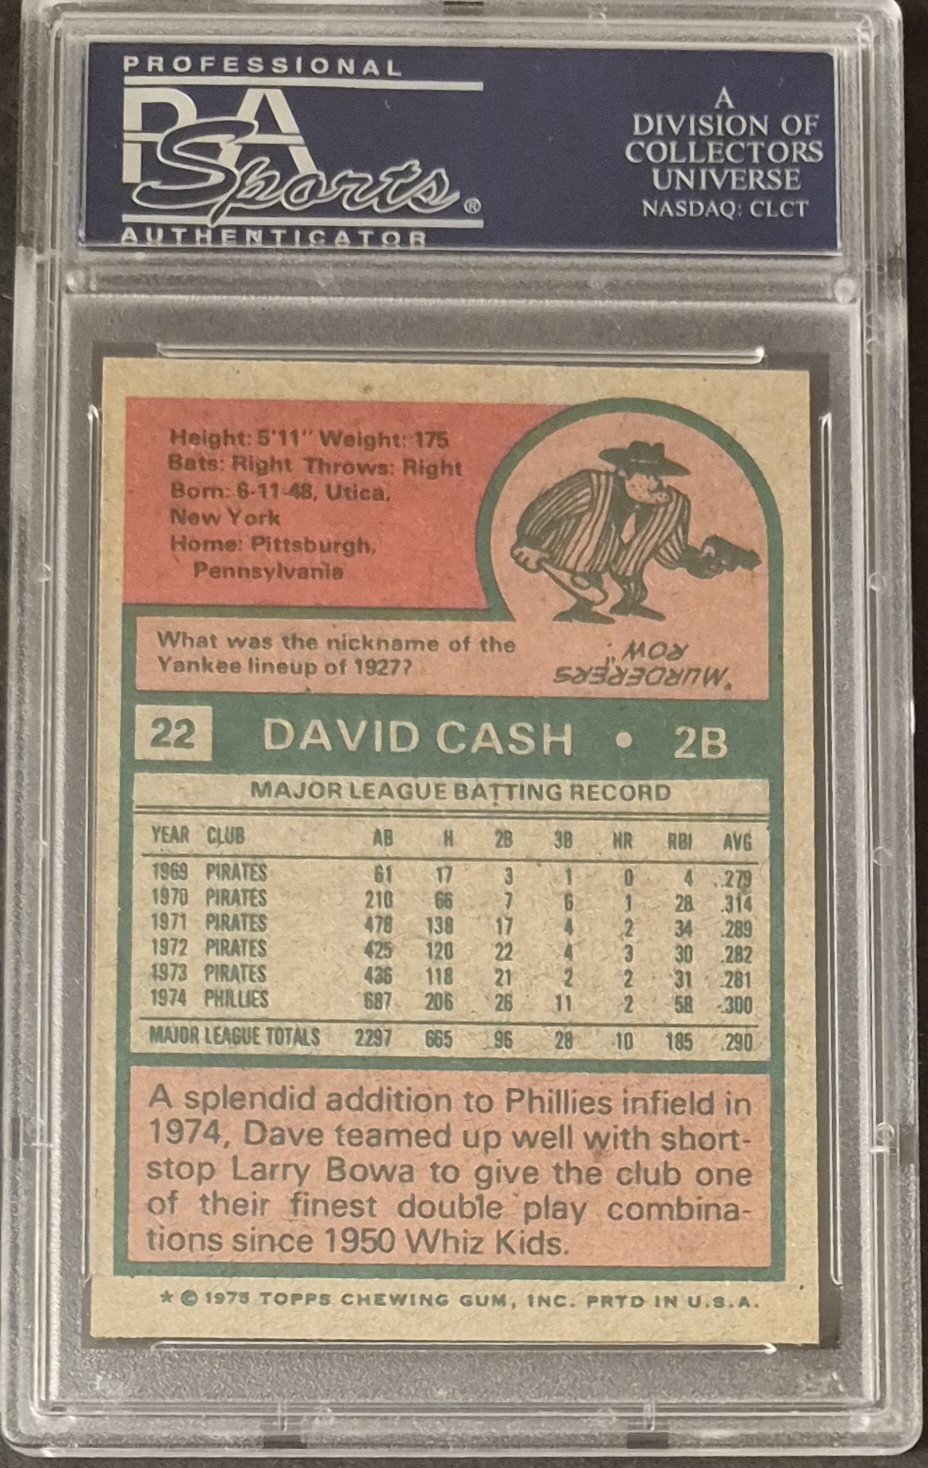 PROFESSIONAL
PSA
Sports®
AUTHENTICATOR
A
DIVISION OF
COLLECTORS
UNIVERSE
NASDAQ: CLCT
Height: 5'11" Weight: 175
Bats: Right Throws: Right
Born: 6-11-48, Utica,
New York
Home: Pittsburgh,
Pennsylvania
What was the nickname of the
Yankee lineup of 1927?
"MURDERERS
ROW"
22 DAVID CASH • 2B
MAJOR LEAGUE BATTING RECORD
YEAR CLUB AB H 2B 3B HR RBI AVG
1969 PIRATES 61 17 3 1 0 4 .279
1970 PIRATES 210 66 7 6 1 28 .314
1971 PIRATES 478 138 17 4 2 34 .289
1972 PIRATES 425 120 22 4 3 30 .282
1973 PIRATES 436 118 21 2 2 31 .281
1974 PHILLIES 687 206 26 11 2 58 .300
MAJOR LEAGUE TOTALS 2297 665 96 28 10 185 .290
A splendid addition to Phillies infield in
1974, Dave teamed up well with short-
stop Larry Bowa to give the club one
of their finest double play combina-
tions since 1950 Whiz Kids.
★ © 1975 TOPPS CHEWING GUM, INC. PRTD IN U.S.A.